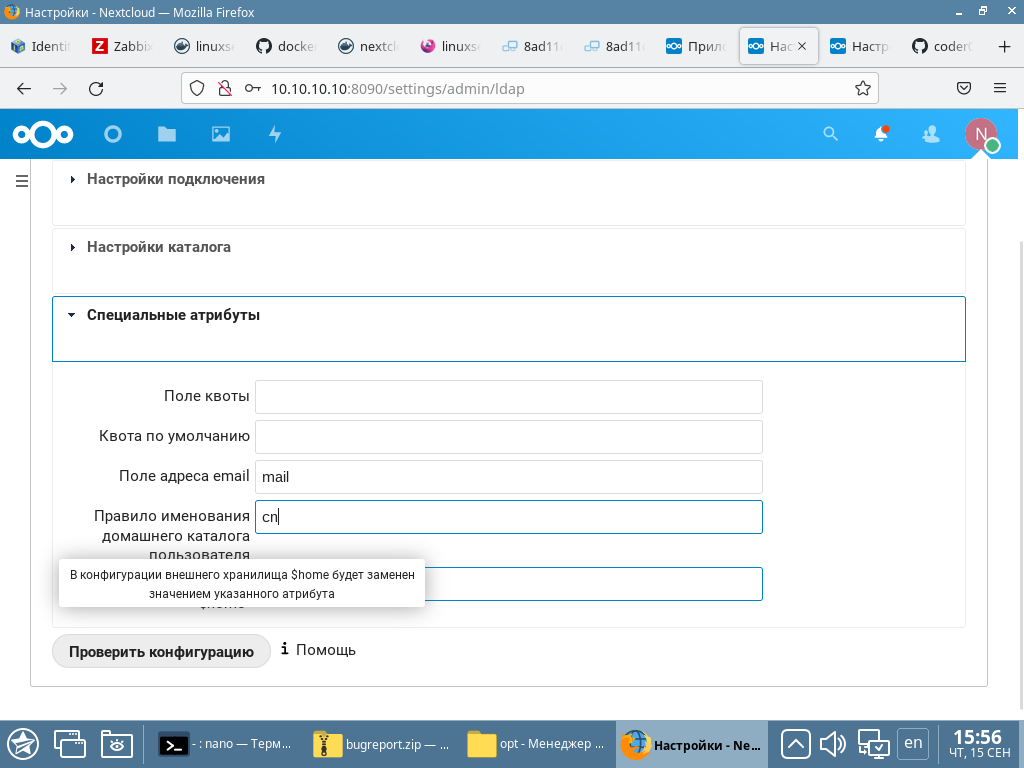 Настройки - Nextcloud — Mozilla Firefox
Identi
Zabbi
linuxs
docke
nextcl
linuxs
8ad11
8ad11
Прило
Нас
Настр
coder
10.10.10.10:8090/settings/admin/ldap
N
Настройки подключения
Настройки каталога
Специальные атрибуты
Поле квоты
Квота по умолчанию
Поле адреса email
mail
Правило именования
домашнего каталога
пользователя
cn
В конфигурации внешнего хранилища $home будет заменен
значением указанного атрибута
Проверить конфигурацию
Помощь
- : nano — Терм...
bugreport.zip — ...
opt - Менеджер ...
Настройки - Ne...
en
15:56
ЧТ, 15 СЕН